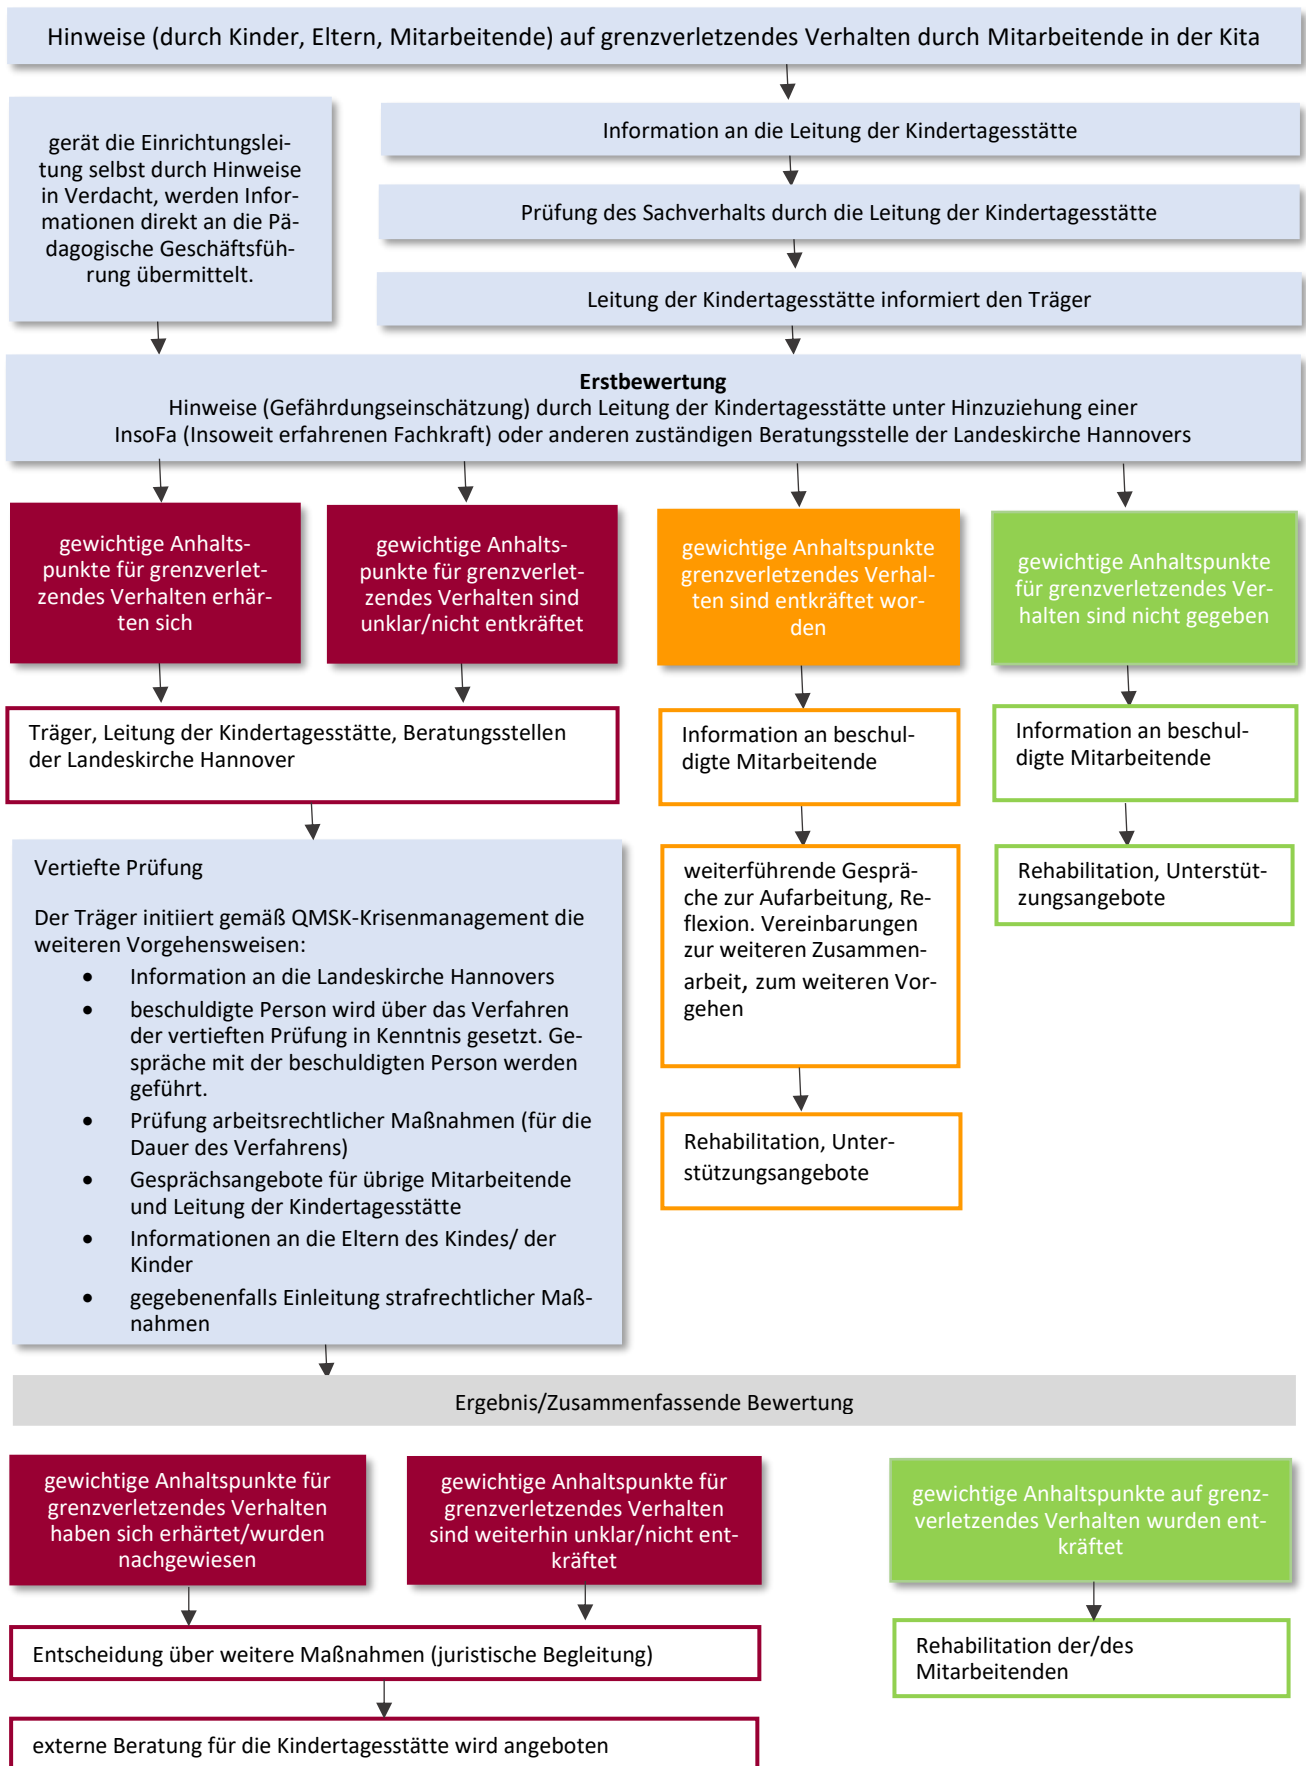 Hinweise (durch Kinder, Eltern, Mitarbeitende) auf grenzverletzendes Verhalten durch Mitarbeitende in der Kita
gerät die Einrichtungslei-
tung selbst durch Hinweise
in Verdacht, werden Infor-
mationen direkt an die Pä-
dagogische Geschäftsfüh-
rung übermittelt.
Information an die Leitung der Kindertagesstätte
Prüfung des Sachverhalts durch die Leitung der Kindertagesstätte
Leitung der Kindertagesstätte informiert den Träger
Erstbewertung
Hinweise (Gefährdungseinschätzung) durch Leitung der Kindertagesstätte unter Hinzuziehung einer
InsoFa (Insoweit erfahrenen Fachkraft) oder anderen zuständigen Beratungsstelle der Landeskirche Hannovers
gewichtige Anhalts-
punkte für grenzverlet-
zendes Verhalten erhär-
ten sich
gewichtige Anhalts-
punkte für grenzverlet-
zendes Verhalten sind
unklar/nicht entkräftet
gewichtige Anhaltspunkte
grenzverletzendes Verhal-
ten sind entkräftet wor-
den
gewichtige Anhaltspunkte
für grenzverletzendes Ver-
halten sind nicht gegeben
Träger, Leitung der Kindertagesstätte, Beratungsstellen
der Landeskirche Hannover
Information an beschul-
digte Mitarbeitende
Information an beschul-
digte Mitarbeitende
Vertiefte Prüfung
Der Träger initiiert gemäß QMSK-Krisenmanagement die
weiteren Vorgehensweisen:
• Information an die Landeskirche Hannovers
• beschuldigte Person wird über das Verfahren
der vertieften Prüfung in Kenntnis gesetzt. Ge-
spräche mit der beschuldigten Person werden
geführt.
• Prüfung arbeitsrechtlicher Maßnahmen (für die
Dauer des Verfahrens)
• Gesprächsangebote für übrige Mitarbeitende
und Leitung der Kindertagesstätte
• Informationen an die Eltern des Kindes/ der
Kinder
• gegebenenfalls Einleitung strafrechtlicher Maß-
nahmen
weiterführende Gesprä-
che zur Aufarbeitung, Re-
flexion. Vereinbarungen
zur weiteren Zusammen-
arbeit, zum weiteren Vor-
gehen
Rehabilitation, Unterstüt-
zungsangebote
Rehabilitation, Unter-
stützungsangebote
Ergebnis/Zusammenfassende Bewertung
gewichtige Anhaltspunkte für
grenzverletzendes Verhalten
haben sich erhärtet/wurden
nachgewiesen
gewichtige Anhaltspunkte für
grenzverletzendes Verhalten
sind weiterhin unklar/nicht ent-
kräftet
gewichtige Anhaltspunkte auf grenz-
verletzendes Verhalten wurden ent-
kräftet
Entscheidung über weitere Maßnahmen (juristische Begleitung)
Rehabilitation der/des
Mitarbeitenden
externe Beratung für die Kindertagesstätte wird angeboten